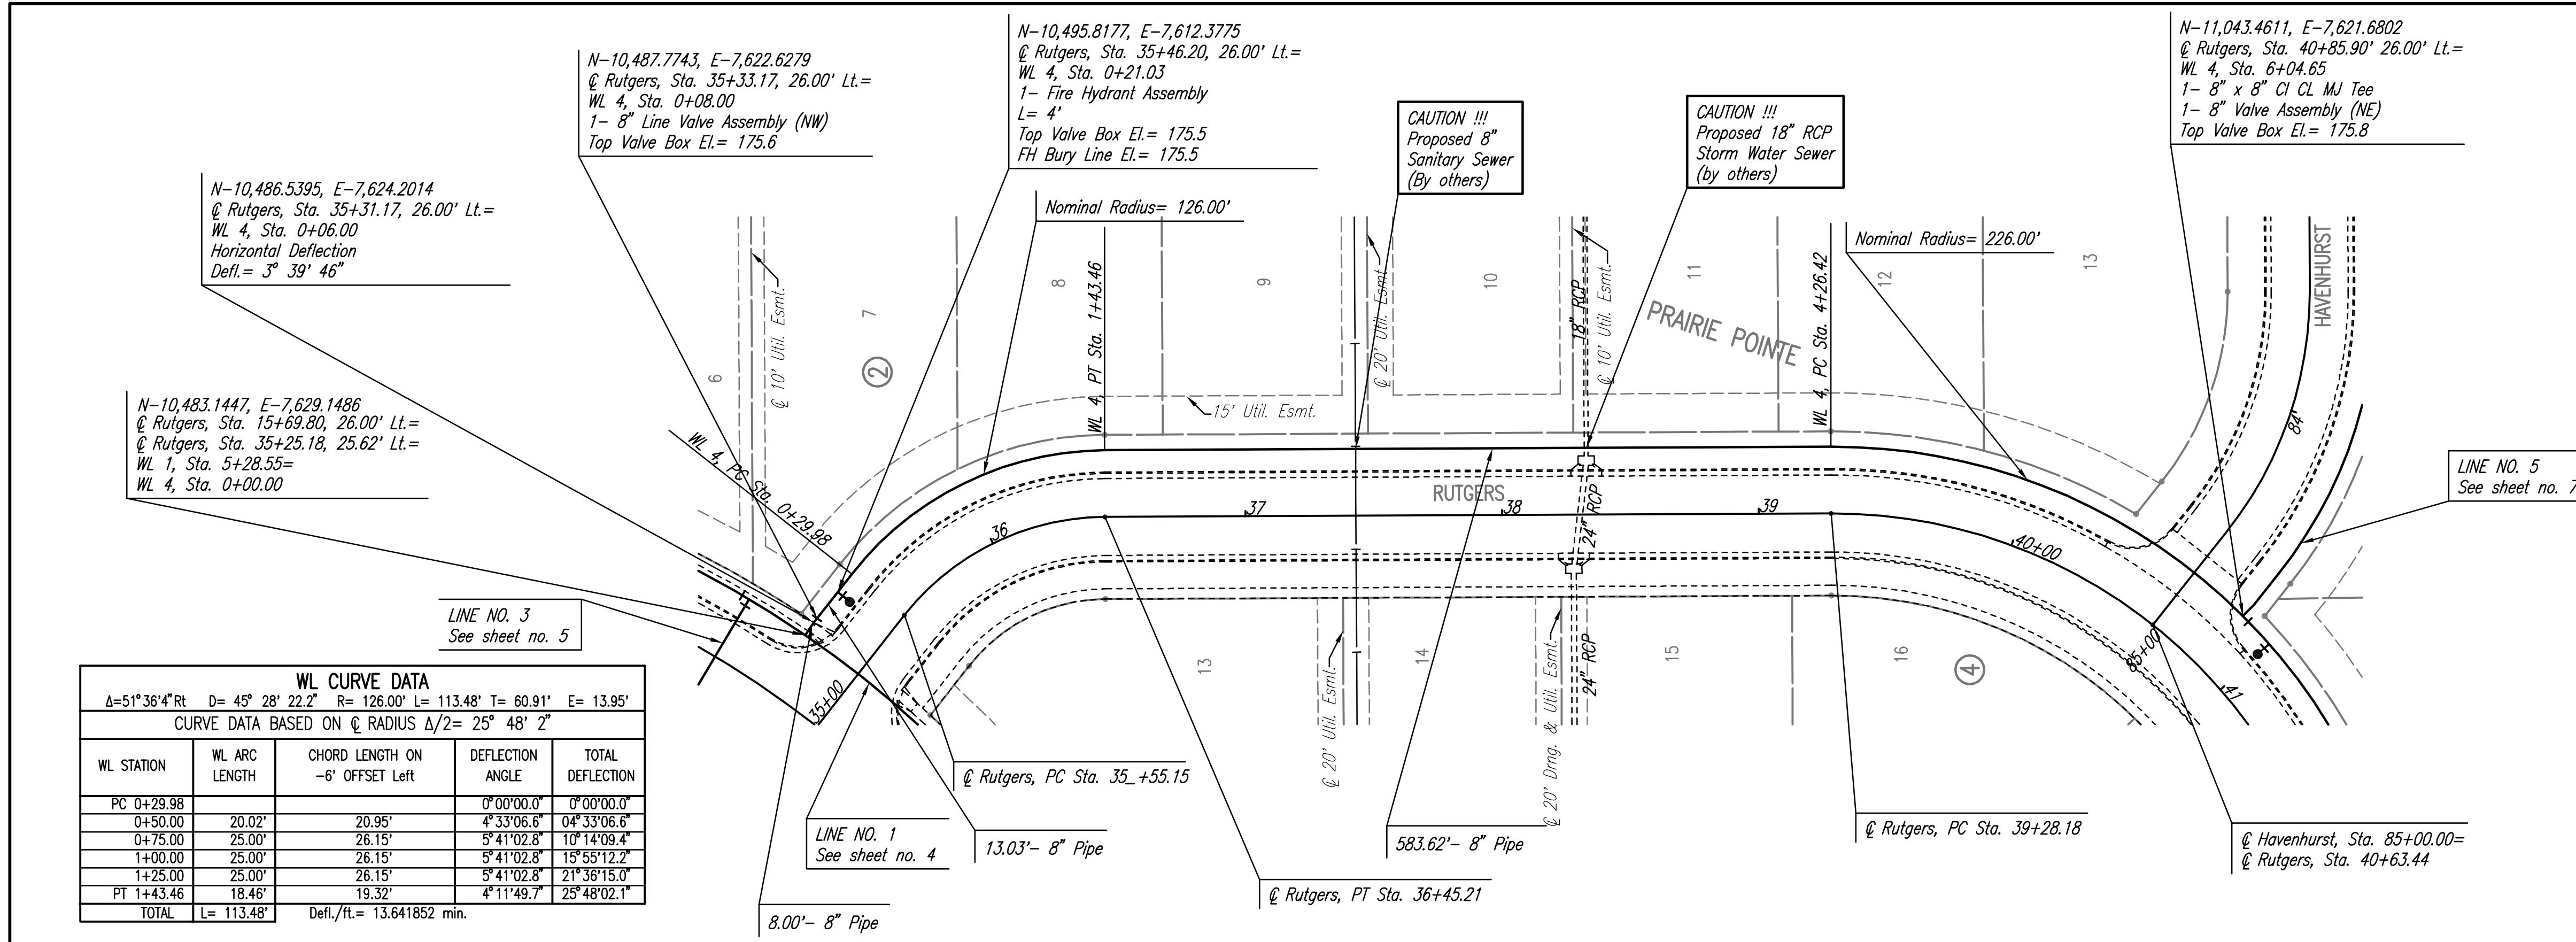 N-10,487.7743, E-7,622.6279
℄ Rutgers, Sta. 35+33.17, 26.00' Lt.=
WL 4, Sta. 0+08.00
1- 8" Line Valve Assembly (NW)
Top Valve Box El.= 175.6
N-10,495.8177, E-7,612.3775
℄ Rutgers, Sta. 35+46.20, 26.00' Lt.=
WL 4, Sta. 0+21.03
1- Fire Hydrant Assembly
L= 4'
Top Valve Box El.= 175.5
FH Bury Line El.= 175.5
N-11,043.4611, E-7,621.6802
℄ Rutgers, Sta. 40+85.90' 26.00' Lt.=
WL 4, Sta. 6+04.65
1- 8" x 8" CI CL MJ Tee
1- 8" Valve Assembly (NE)
Top Valve Box El.= 175.8
CAUTION !!!
Proposed 8"
Sanitary Sewer
(By others)
CAUTION !!!
Proposed 18" RCP
Storm Water Sewer
(by others)
N-10,486.5395, E-7,624.2014
℄ Rutgers, Sta. 35+31.17, 26.00' Lt.=
WL 4, Sta. 0+06.00
Horizontal Deflection
Defl.= 3° 39' 46"
Nominal Radius= 126.00'
Nominal Radius= 226.00'
N-10,483.1447, E-7,629.1486
℄ Rutgers, Sta. 15+69.80, 26.00' Lt.=
℄ Rutgers, Sta. 35+25.18, 25.62' Lt.=
WL 1, Sta. 5+28.55=
WL 4, Sta. 0+00.00
6
℄ 10' Util. Esmt.
7
②
8
WL 4, PT Sta. 1+43.46
9
15' Util. Esmt.
℄ 20' Util. Esmt.
10
18" RCP
℄ 10' Util. Esmt.
11
PRAIRIE POINTE
WL 4, PC Sta. 4+26.42
12
13
HAVENHURST
84'
LINE NO. 5
See sheet no. 7
WL 4, PC Sta. 0+29.98
RUTGERS
35+00
36
37
38
39
40+00
41
85+00
24" RCP
24" RCP
13
℄ 20' Util. Esmt.
14
℄ 20' Drng. & Util. Esmt.
15
16
④
LINE NO. 3
See sheet no. 5
LINE NO. 1
See sheet no. 4
8.00'- 8" Pipe
13.03'- 8" Pipe
℄ Rutgers, PC Sta. 35_+55.15
℄ Rutgers, PT Sta. 36+45.21
583.62'- 8" Pipe
℄ Rutgers, PC Sta. 39+28.18
℄ Havenhurst, Sta. 85+00.00=
℄ Rutgers, Sta. 40+63.44
WL CURVE DATA
Δ=51°36'4"Rt D= 45° 28' 22.2" R= 126.00' L= 113.48' T= 60.91' E= 13.95'
CURVE DATA BASED ON ℄ RADIUS Δ/2= 25° 48' 2"
WL STATION WL ARC LENGTH CHORD LENGTH ON -6' OFFSET Left DEFLECTION ANGLE TOTAL DEFLECTION
PC 0+29.98 0°00'00.0" 0°00'00.0"
0+50.00 20.02' 20.95' 4°33'06.6" 04°33'06.6"
0+75.00 25.00' 26.15' 5°41'02.8" 10°14'09.4"
1+00.00 25.00' 26.15' 5°41'02.8" 15°55'12.2"
1+25.00 25.00' 26.15' 5°41'02.8" 21°36'15.0"
PT 1+43.46 18.46' 19.32' 4°11'49.7" 25°48'02.1"
TOTAL L= 113.48' Defl./ft.= 13.641852 min.